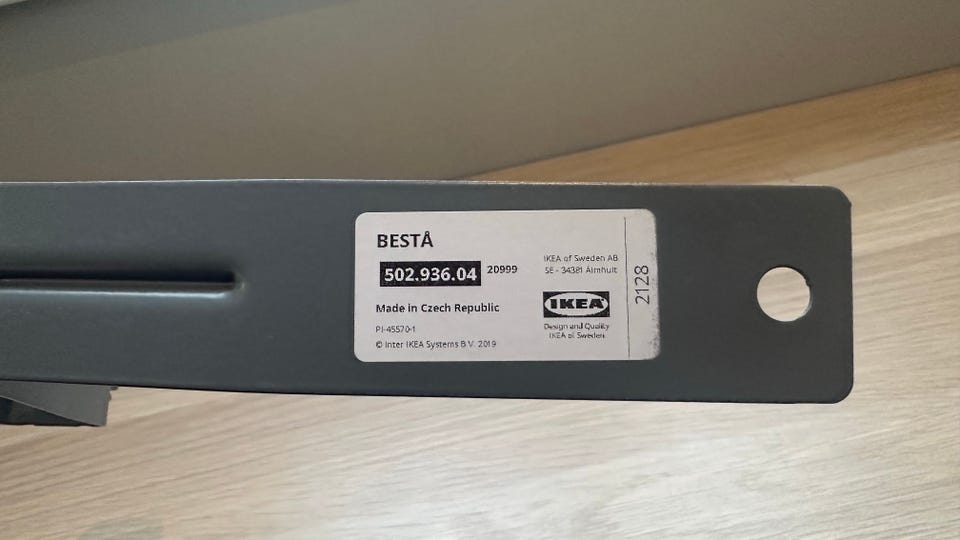 BESTÅ
502.936.04 20999
Made in Czech Republic
PI-45570-1
© Inter IKEA Systems B.V. 2019
IKEA of Sweden AB
SE - 34381 Älmhult
IKEA
Design and Quality
IKEA of Sweden
2128